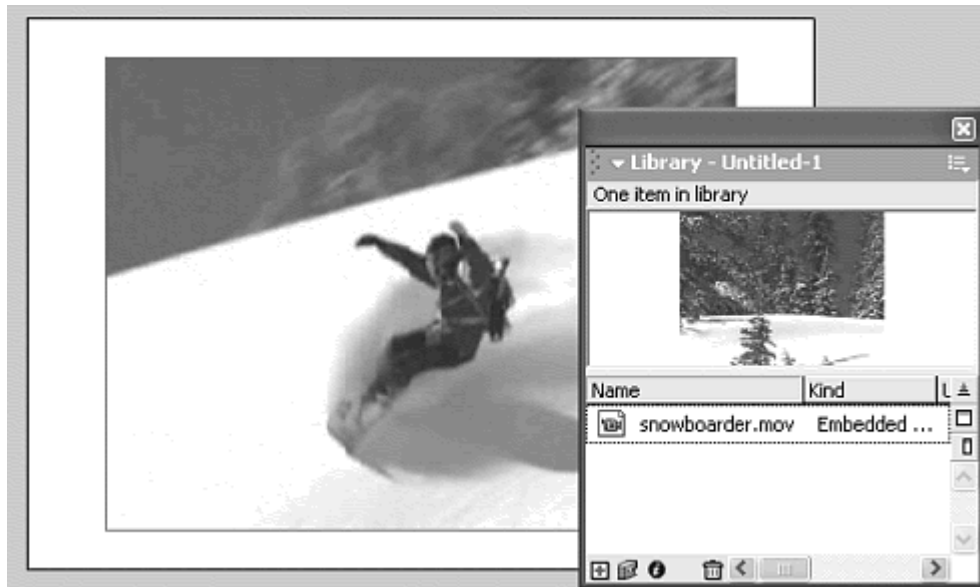 Library - Untitled-1
One item in library
Name Kind
snowboarder.mov Embedded ...